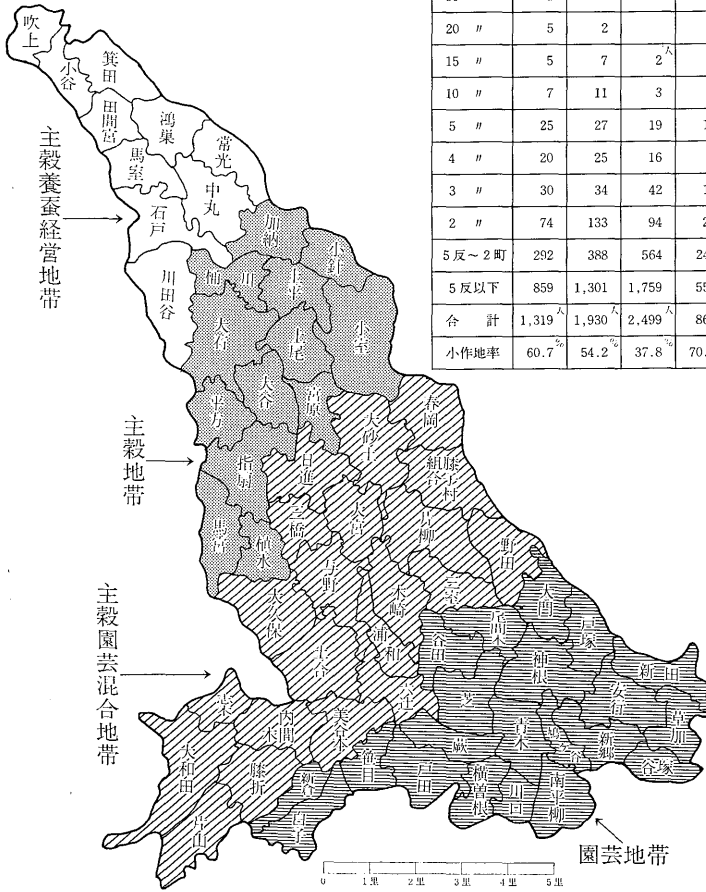 20 〃 5 2
15 〃 5 7 2人
10 〃 7 11 3
5 〃 25 27 19
4 〃 20 25 16
3 〃 30 34 42
2 〃 74 133 94
5反~2町 292 388 564
5反以下 859 1,301 1,759
合計 1,319人 1,930人 2,499人
小作地率 60.7% 54.2% 37.8%
主穀養蚕経営地帯
主穀地帯
主穀園芸混合地帯
園芸地帯
吹上
小谷
箕田
田間宮
鴻巣
馬室
常光
中丸
石戸
川田谷
加納
小針
桶川
上平
大石
上尾
小室
大谷
平方
宮原
指扇
馬宮
植水
大砂土
春岡
日進
三橋
大宮
片柳
野田
与野
木崎
三室
大久保
浦和
土合
六辻
美谷本
内間木
大和田
膝折
片山
大門
戸塚
尾間木
谷田
神根
新田
安行
草加
芝
青木
鳩ヶ谷
新郷
谷塚
蕨
戸田
笹目
新倉
白子
横曽根
川口
南平柳
0 1里 2里 3里 4里 5里